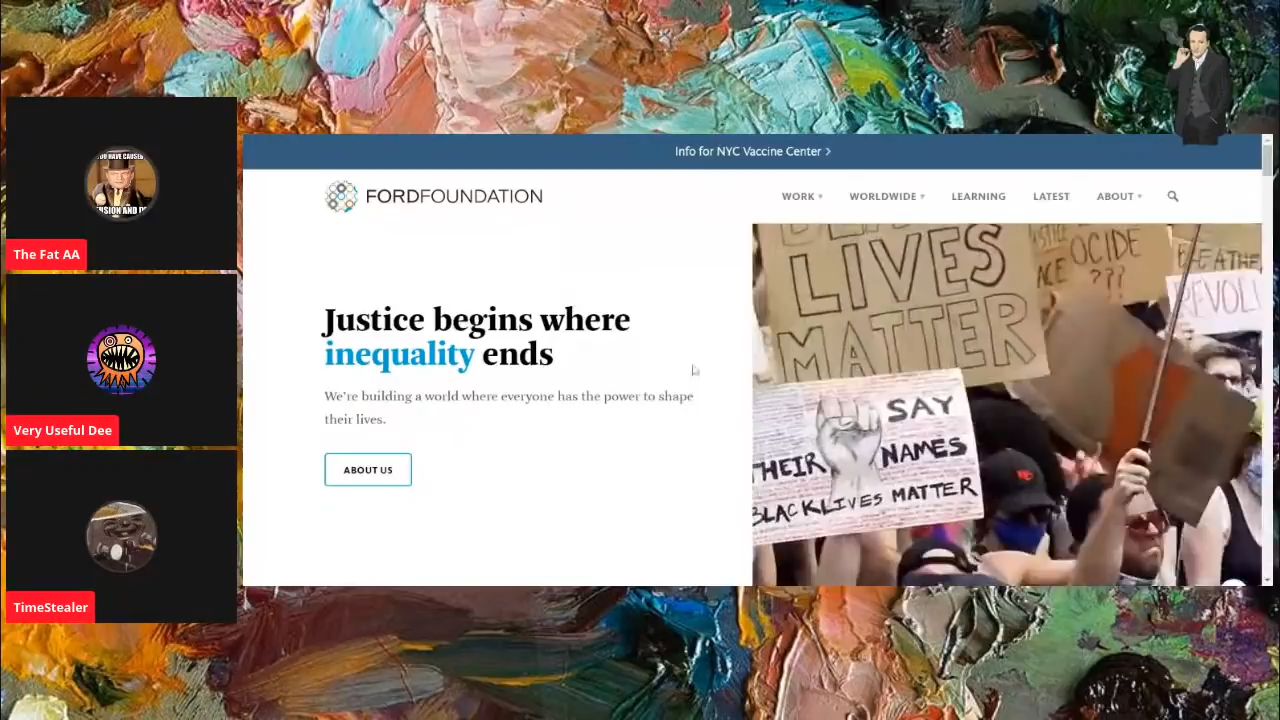 Info for NYC Vaccine Center >
FORDFOUNDATION
WORK
WORLDWIDE
LEARNING
LATEST
ABOUT
Justice begins where
inequality ends
We're building a world where everyone has the power to shape
their lives.
ABOUT US
LIVES
MATTER
OCIDE
???
SAY
THEIR NAMES
BLACK LIVES MATTER
The Fat AA
Very Useful Dee
TimeStealer